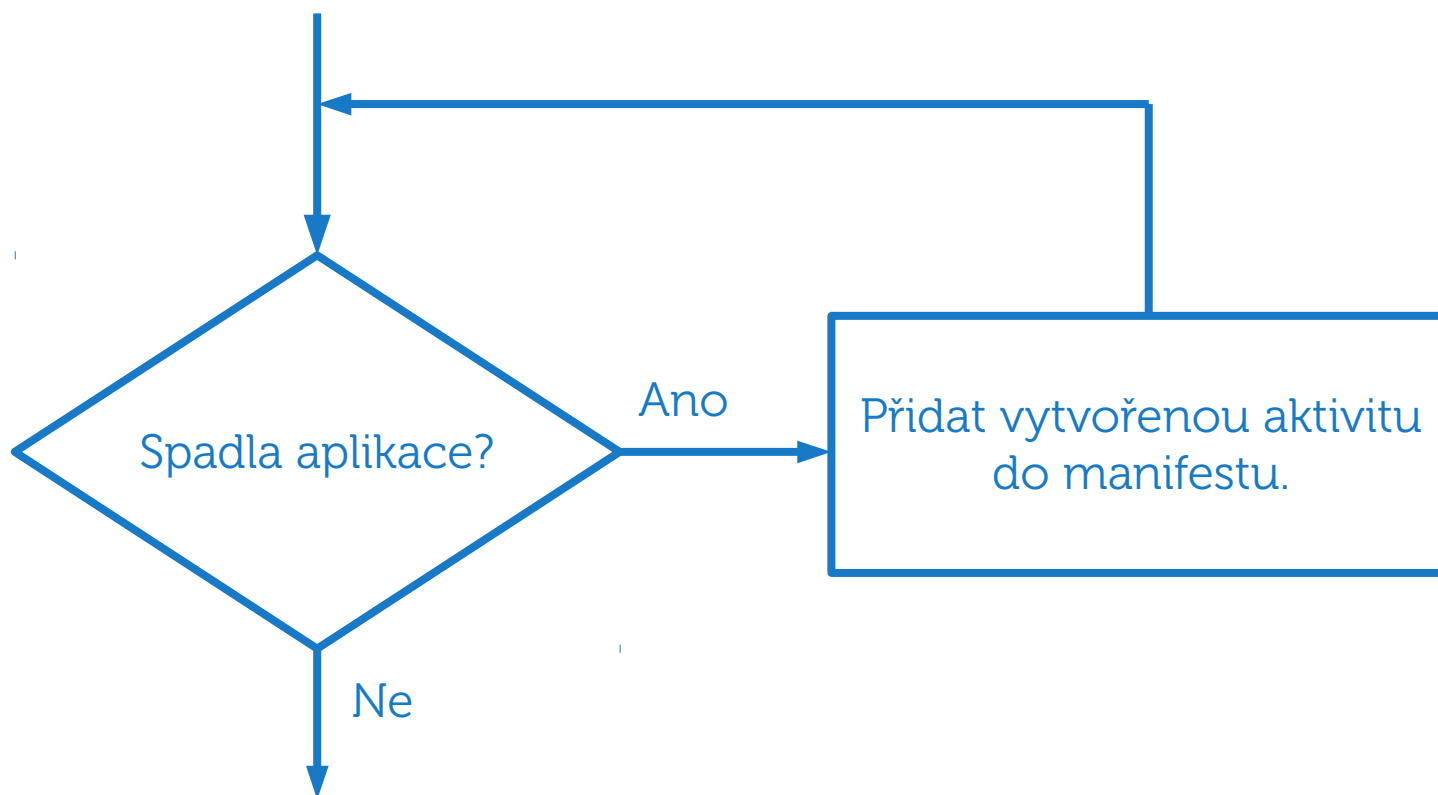 Ano
Spadla aplikace?
Přidat vytvořenou aktivitu
do manifestu.
Ne